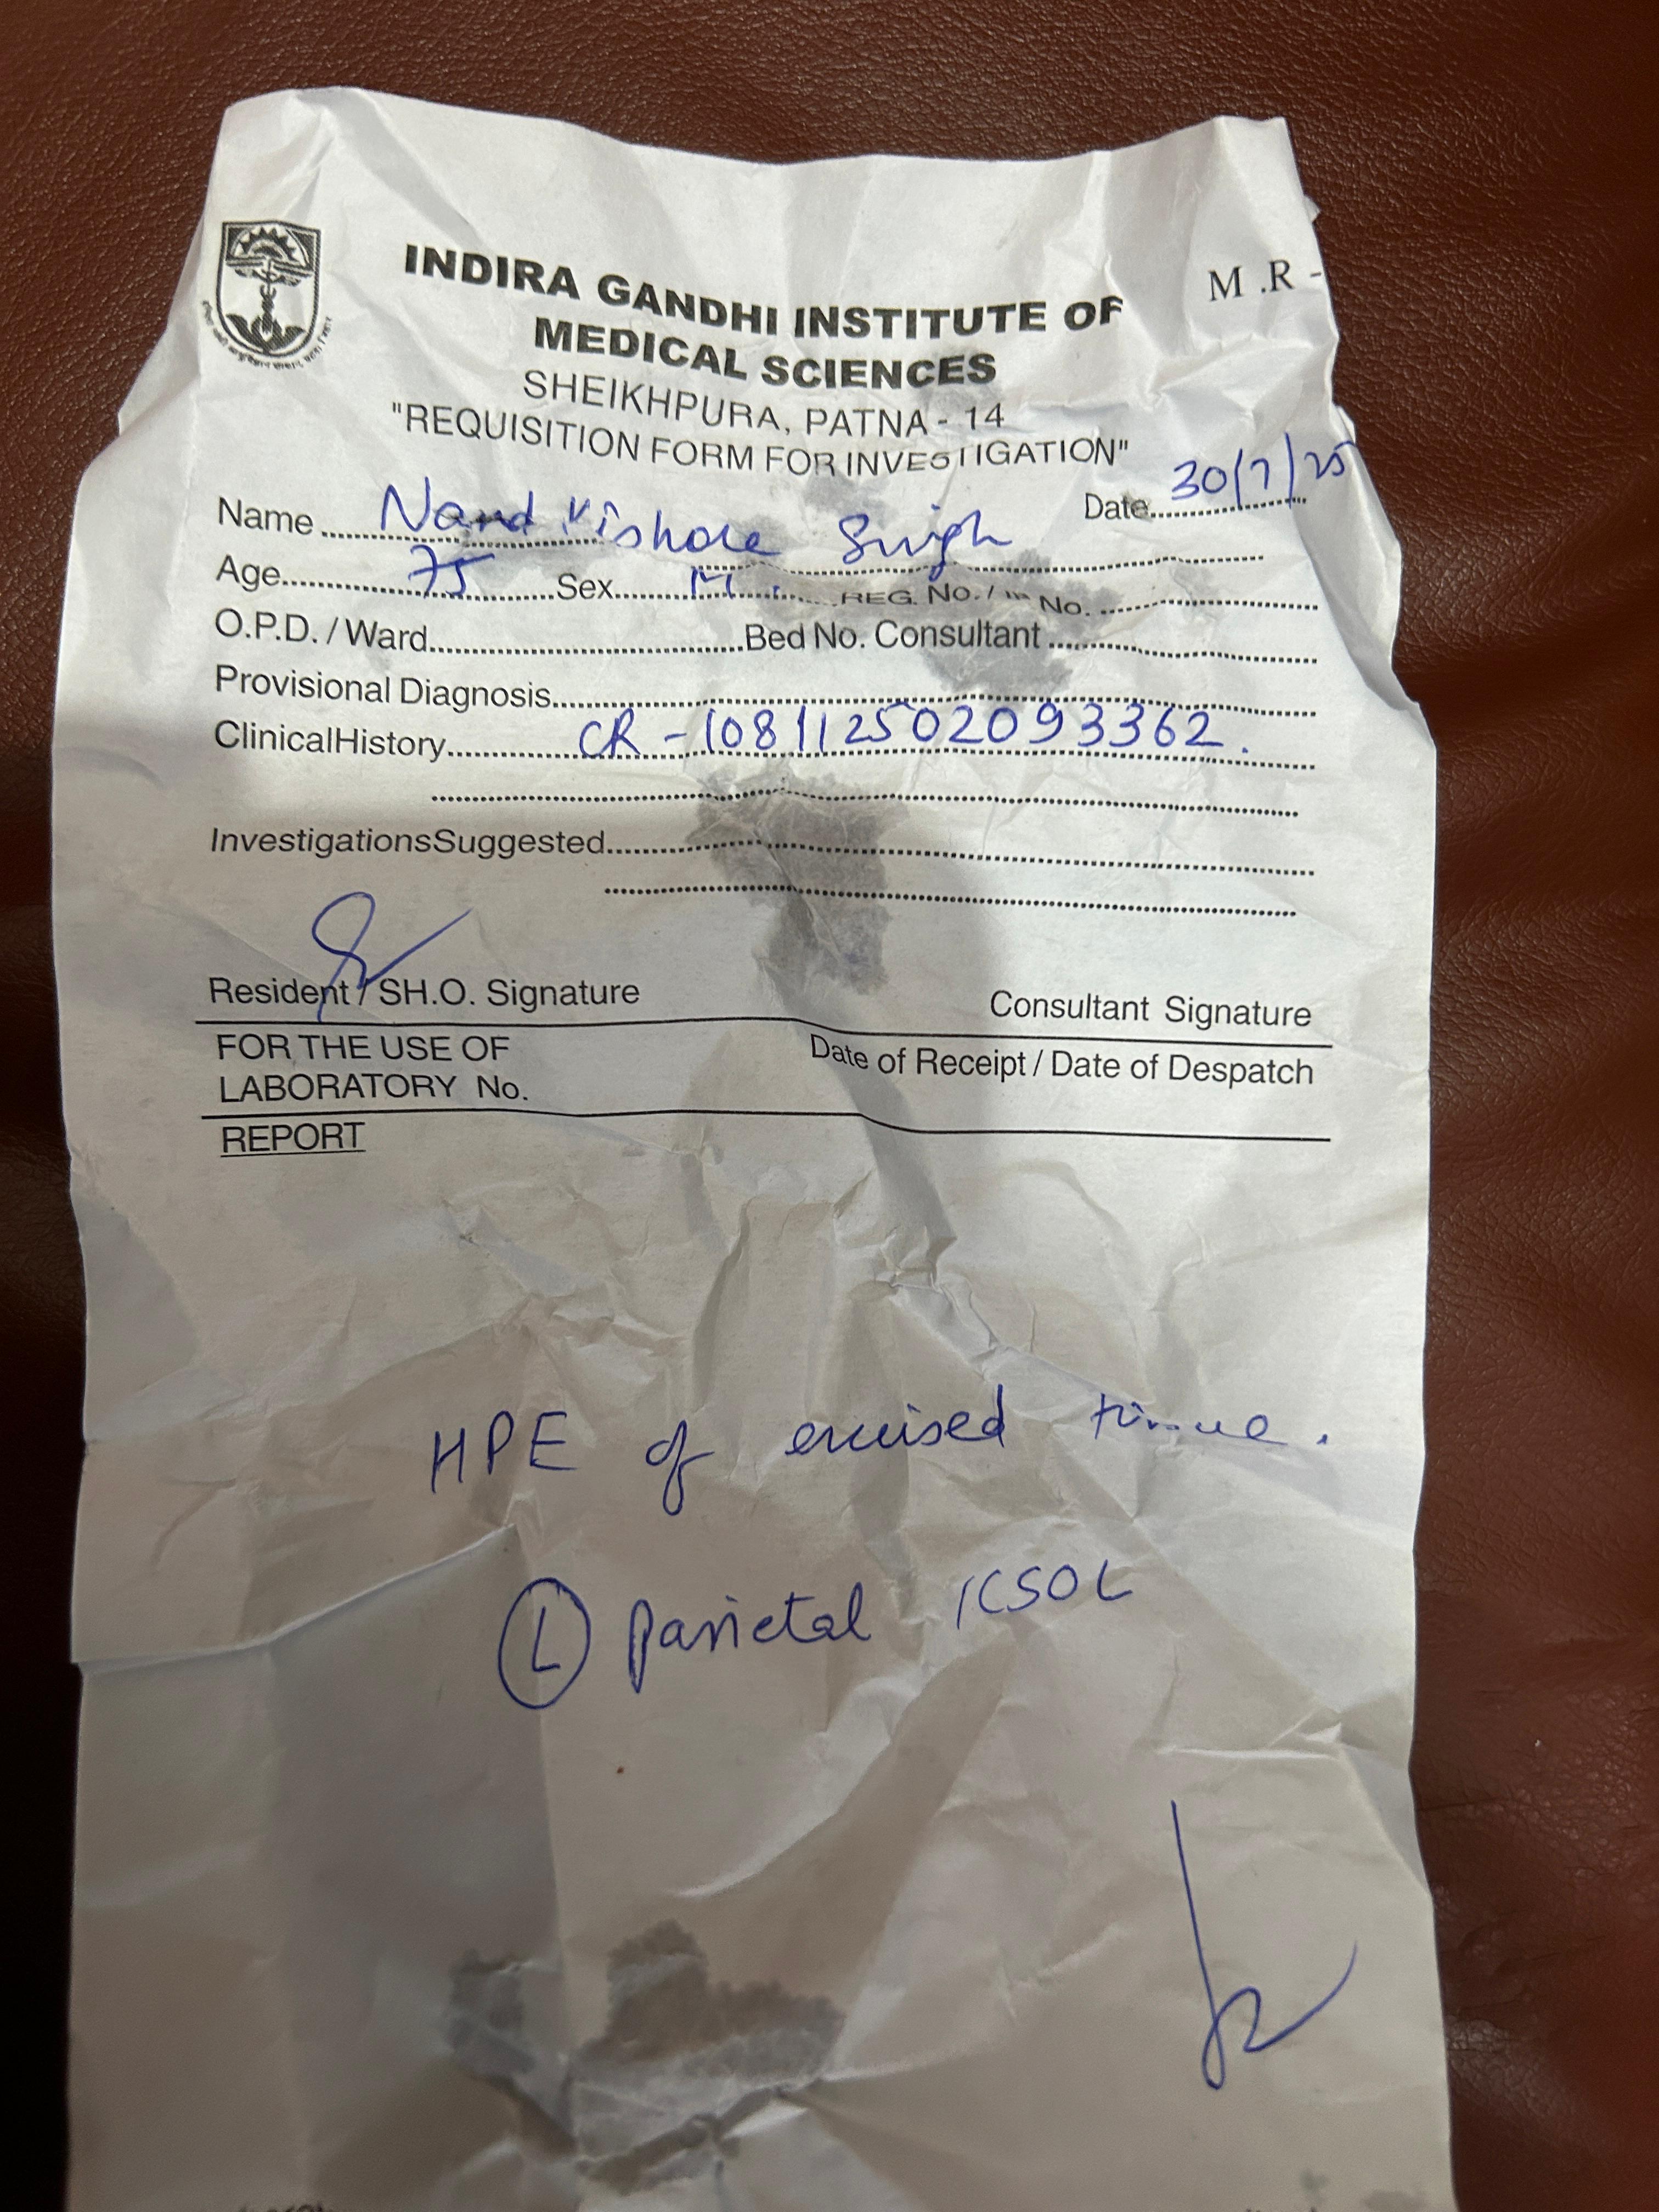 INDIRA GANDHI INSTITUTE OF
MEDICAL SCIENCES
M .R -
SHEIKHPURA, PATNA - 14
"REQUISITION FORM FOR INVESTIGATION"
Name Nand Kishore Singh Date 30/7/25
Age 75 Sex M. REG. No. / No.
O.P.D. / Ward Bed No. Consultant
Provisional Diagnosis
ClinicalHistory CR - 108112502093362.
InvestigationsSuggested
Resident / SH.O. Signature Consultant Signature
FOR THE USE OF
LABORATORY No.
Date of Receipt / Date of Despatch
REPORT
HPE of excised tissue.
L parietal ICSOL